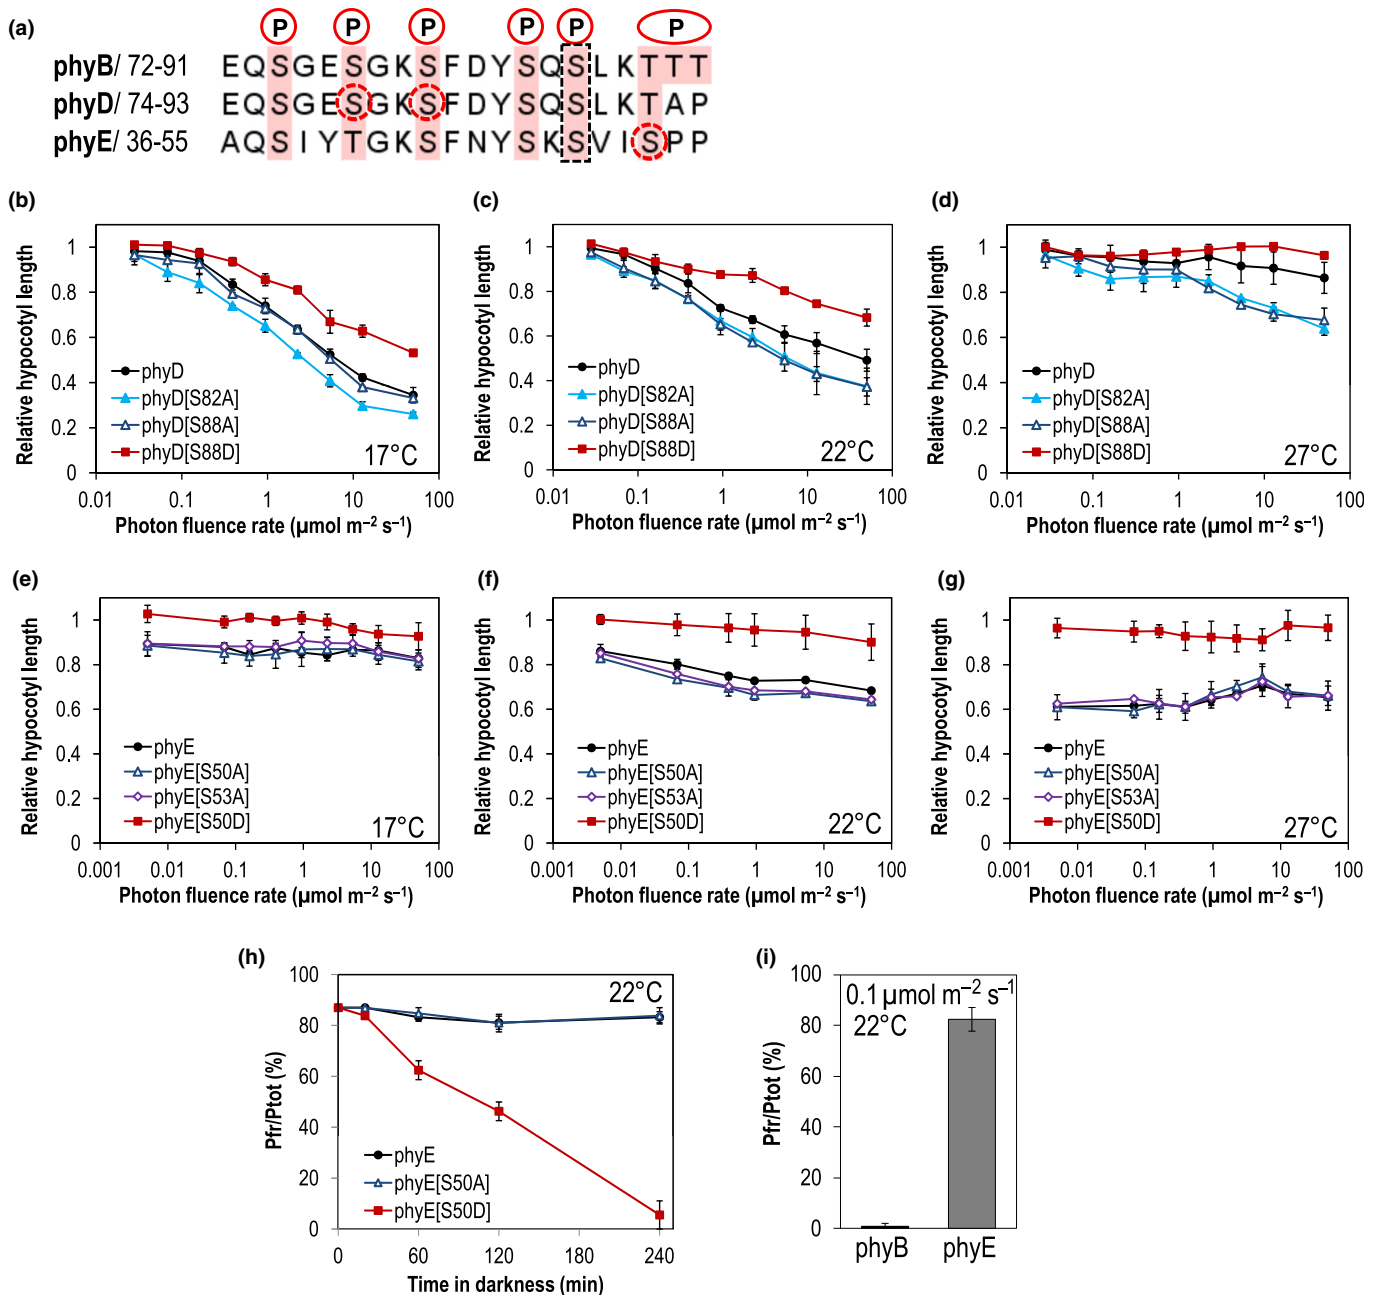 (a)
P P P P P P
phyB/ 72-91 EQSGESGKSFDYSQSLKTTT
phyD/ 74-93 EQSGESGKSFDYSQSLKTAP
phyE/ 36-55 AQSIYTGKSFNYSKSVISPP
(b)
Relative hypocotyl length
1
0.8
0.6
0.4
0.2
0
phyD
phyD[S82A]
phyD[S88A]
phyD[S88D]
17°C
0.01 0.1 1 10 100
Photon fluence rate (µmol m⁻² s⁻¹)
(c)
Relative hypocotyl length
1
0.8
0.6
0.4
0.2
0
phyD
phyD[S82A]
phyD[S88A]
phyD[S88D]
22°C
0.01 0.1 1 10 100
Photon fluence rate (µmol m⁻² s⁻¹)
(d)
Relative hypocotyl length
1
0.8
0.6
0.4
0.2
0
phyD
phyD[S82A]
phyD[S88A]
phyD[S88D]
27°C
0.01 0.1 1 10 100
Photon fluence rate (µmol m⁻² s⁻¹)
(e)
Relative hypocotyl length
1
0.8
0.6
0.4
0.2
0
phyE
phyE[S50A]
phyE[S53A]
phyE[S50D]
17°C
0.001 0.01 0.1 1 10 100
Photon fluence rate (µmol m⁻² s⁻¹)
(f)
Relative hypocotyl length
1
0.8
0.6
0.4
0.2
0
phyE
phyE[S50A]
phyE[S53A]
phyE[S50D]
22°C
0.001 0.01 0.1 1 10 100
Photon fluence rate (µmol m⁻² s⁻¹)
(g)
Relative hypocotyl length
1
0.8
0.6
0.4
0.2
0
phyE
phyE[S50A]
phyE[S53A]
phyE[S50D]
27°C
0.001 0.01 0.1 1 10 100
Photon fluence rate (µmol m⁻² s⁻¹)
(h)
Pfr/Ptot (%)
100
80
60
40
20
0
22°C
phyE
phyE[S50A]
phyE[S50D]
0 60 120 180 240
Time in darkness (min)
(i)
Pfr/Ptot (%)
100
80
60
40
20
0
0.1 µmol m⁻² s⁻¹
22°C
phyB phyE